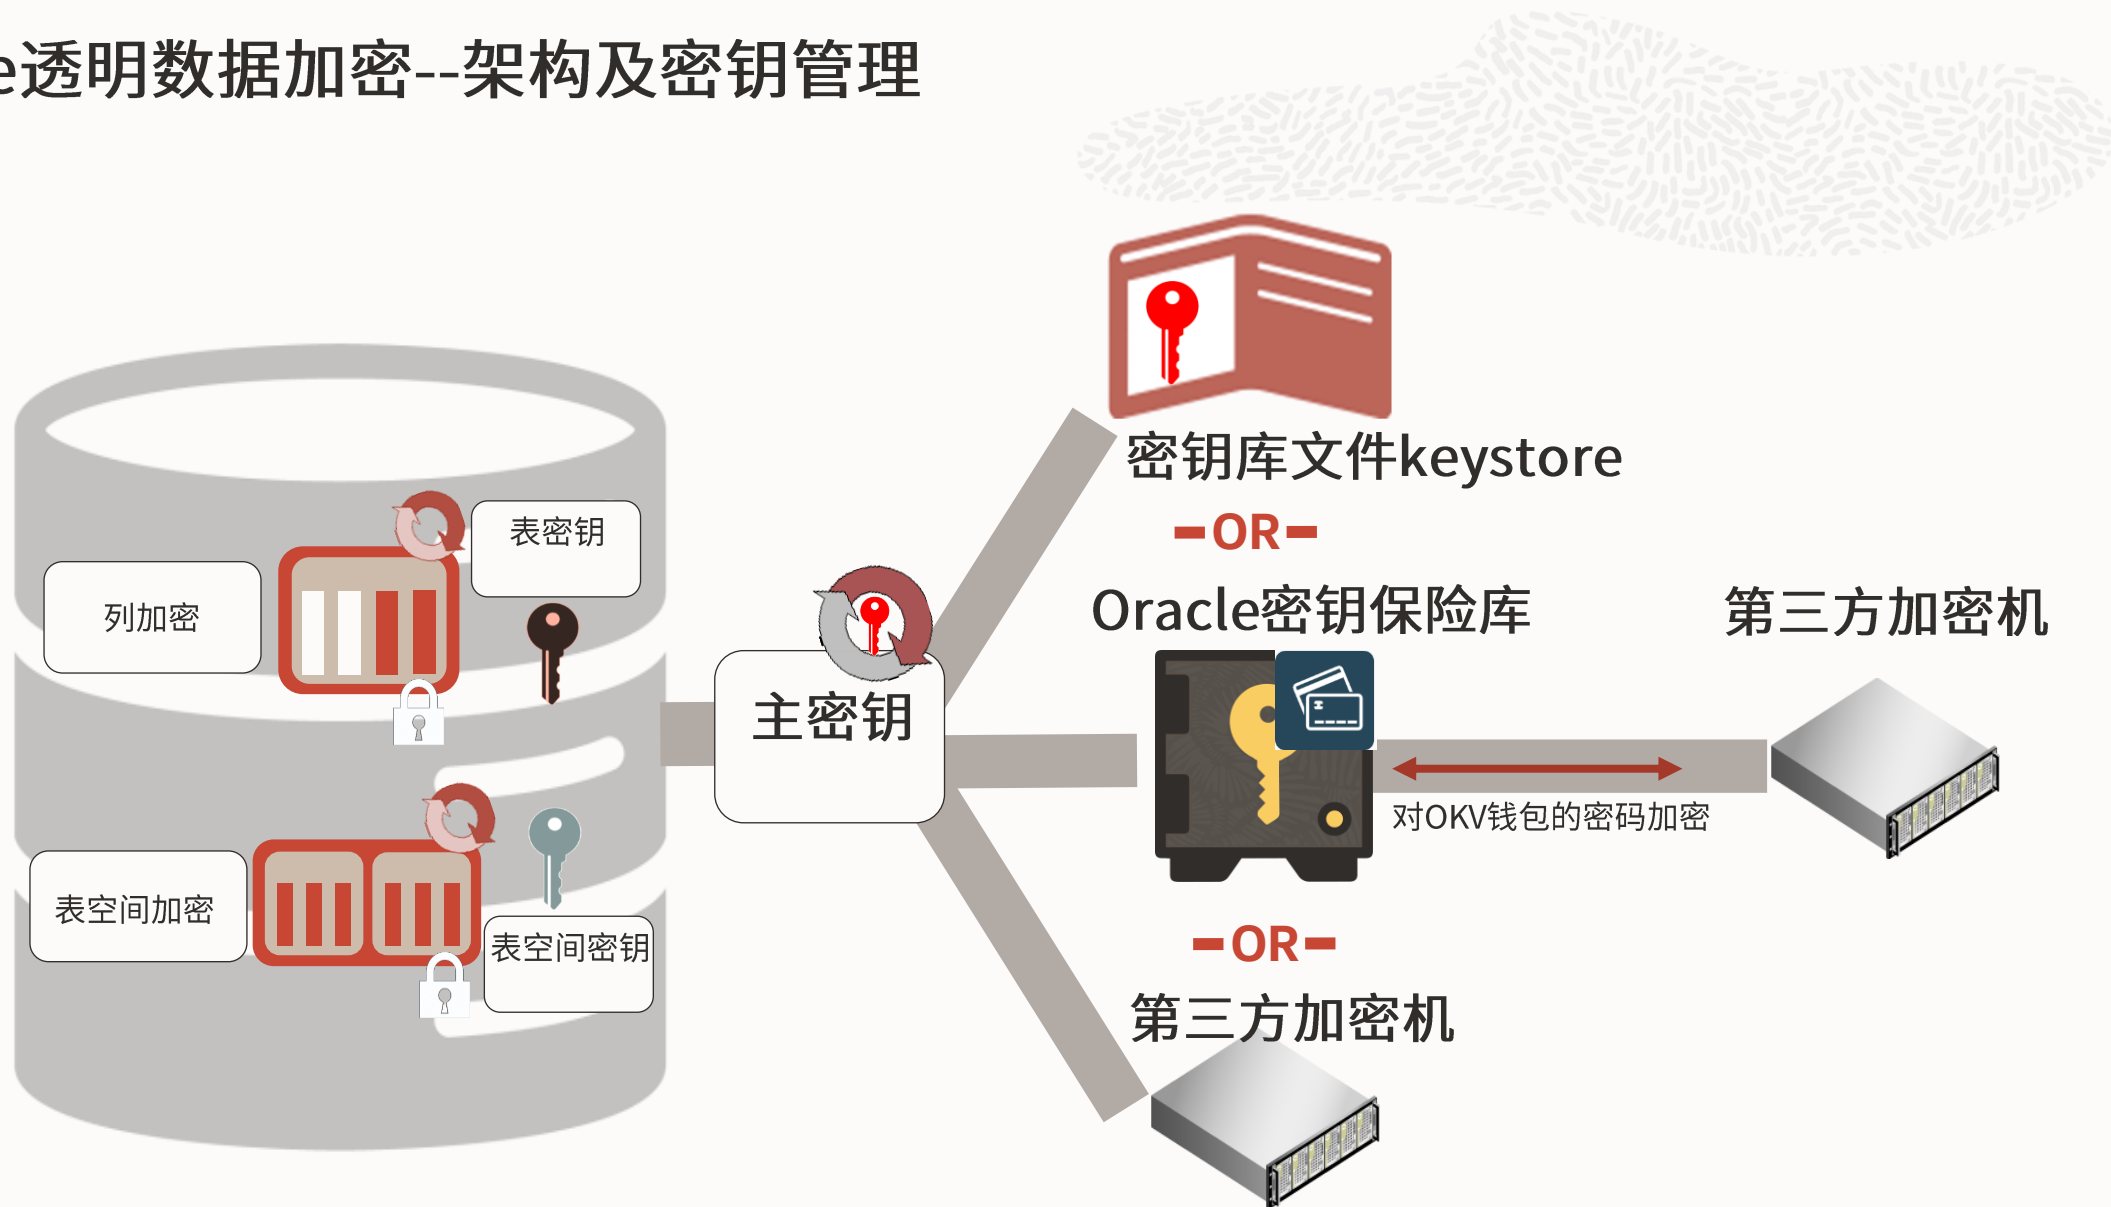 e透明数据加密--架构及密钥管理
密钥库文件keystore
OR
Oracle密钥保险库
第三方加密机
表密钥
列加密
主密钥
对OKV钱包的密码加密
表空间加密
表空间密钥
OR
第三方加密机